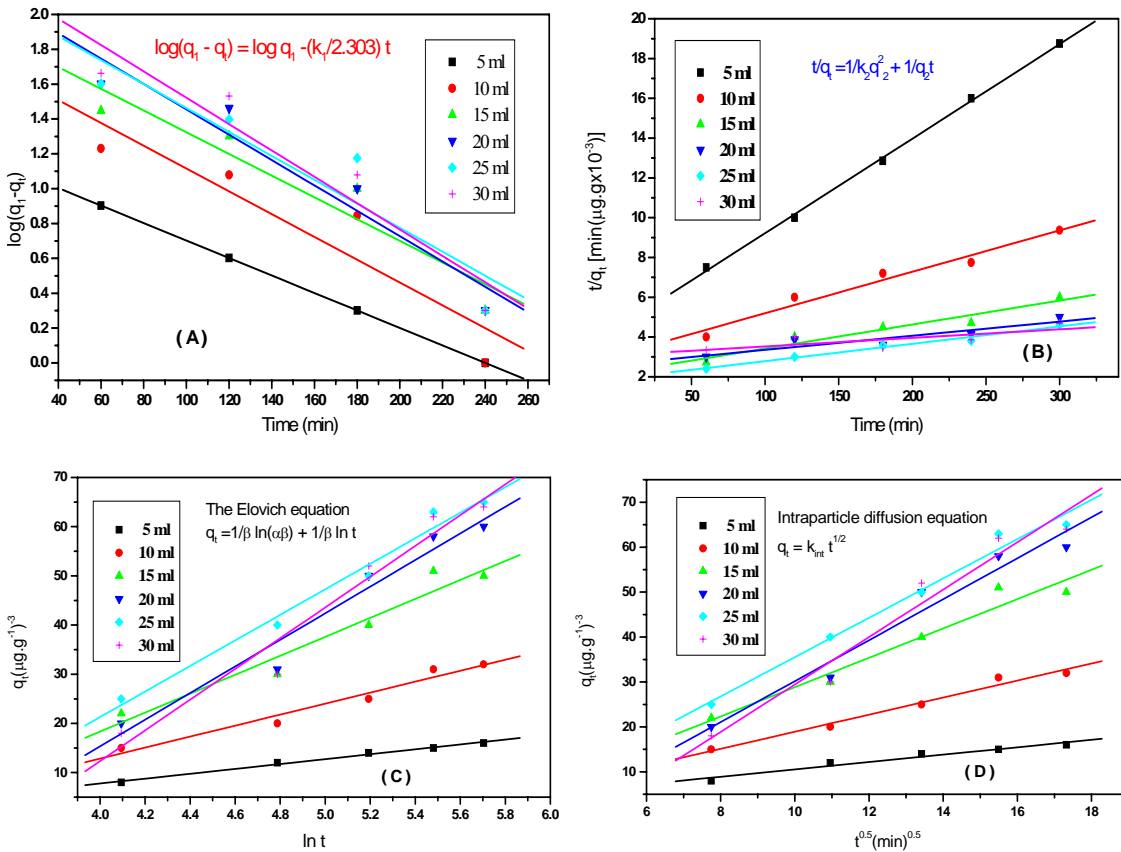 log(q₁ - qₜ) = log q₁ -(k₁/2.303) t
5 ml
10 ml
15 ml
20 ml
25 ml
30 ml
2.0
1.8
1.6
1.4
1.2
1.0
0.8
0.6
0.4
0.2
0.0
log(q₁-qₜ)
( A )
40 60 80 100 120 140 160 180 200 220 240 260
Time (min)
t/qₜ=1/k₂q²₂+1/q₂t
5 ml
10 ml
15 ml
20 ml
25 ml
30 ml
20
18
16
14
12
10
8
6
4
2
t/qₜ [min(μg.gx10⁻³)]
(B)
50 100 150 200 250 300
Time (min)
The Elovich equation
qₜ=1/β ln(αβ) + 1/β ln t
5 ml
10 ml
15 ml
20 ml
25 ml
30 ml
70
60
50
40
30
20
10
qₜ(μg.g⁻¹)⁻³
( C )
4.0 4.2 4.4 4.6 4.8 5.0 5.2 5.4 5.6 5.8 6.0
ln t
Intraparticle diffusion equation
qₜ = k_int t^1/2
5 ml
10 ml
15 ml
20 ml
25 ml
30 ml
70
60
50
40
30
20
10
qₜ(μg.g⁻¹)⁻³
( D )
6 8 10 12 14 16 18
t^0.5(min)^0.5